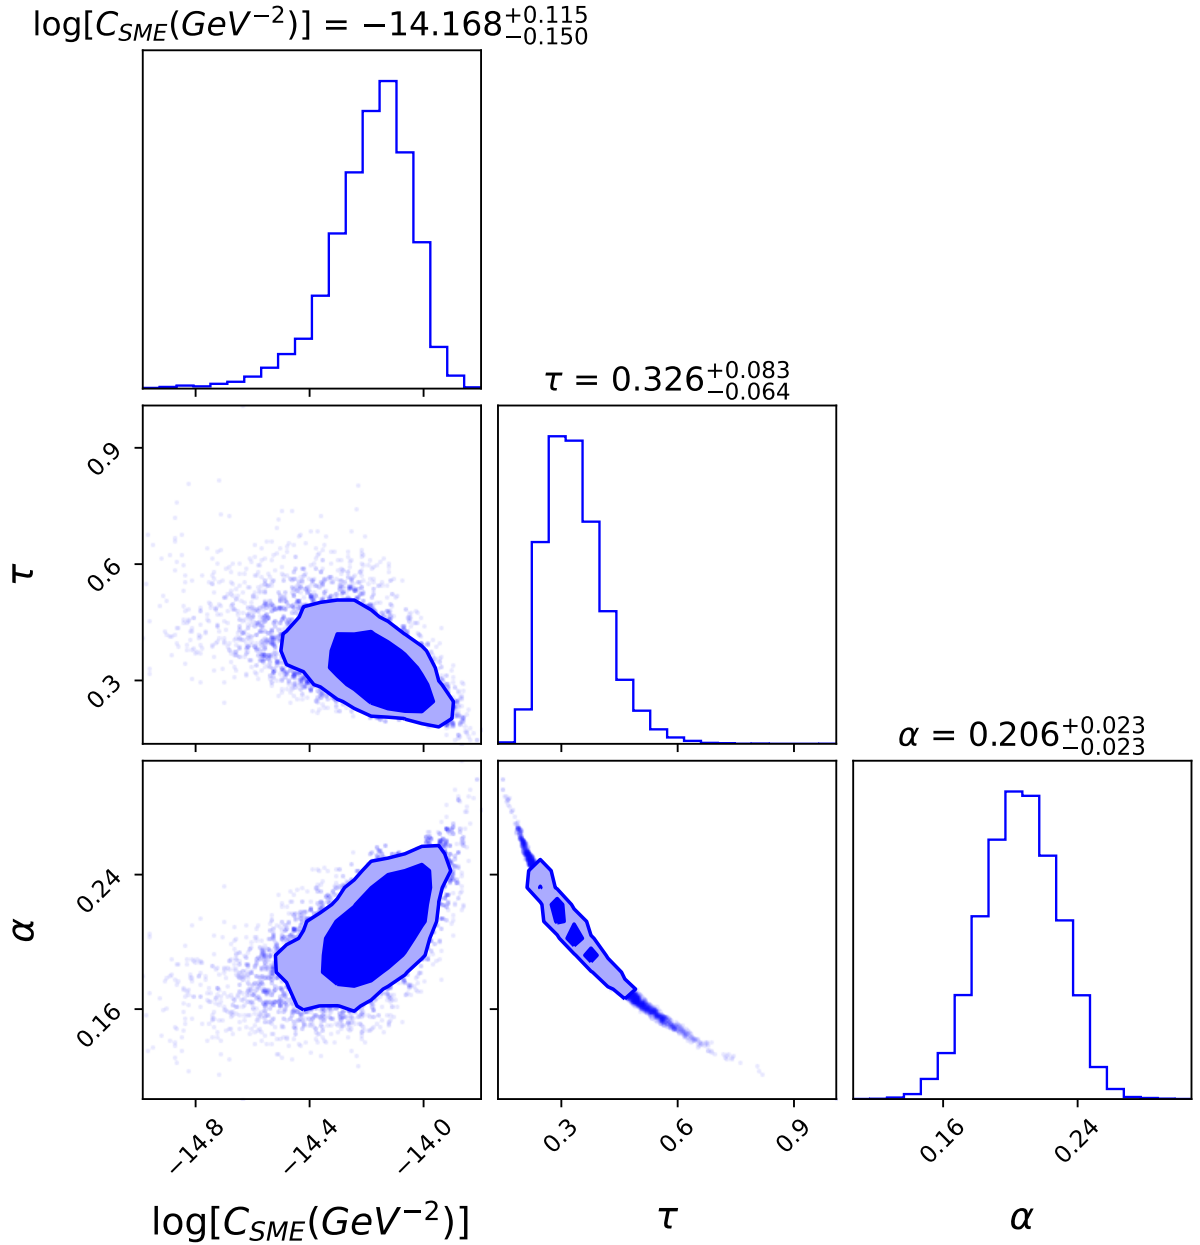 log[C_SME(GeV⁻²)] = −14.168 +0.115 −0.150
τ = 0.326 +0.083 −0.064
0.9
0.6
0.3
τ
α = 0.206 +0.023 −0.023
0.24
0.16
α
−14.8 −14.4 −14.0 0.3 0.6 0.9 0.16 0.24
log[C_SME(GeV⁻²)] τ α